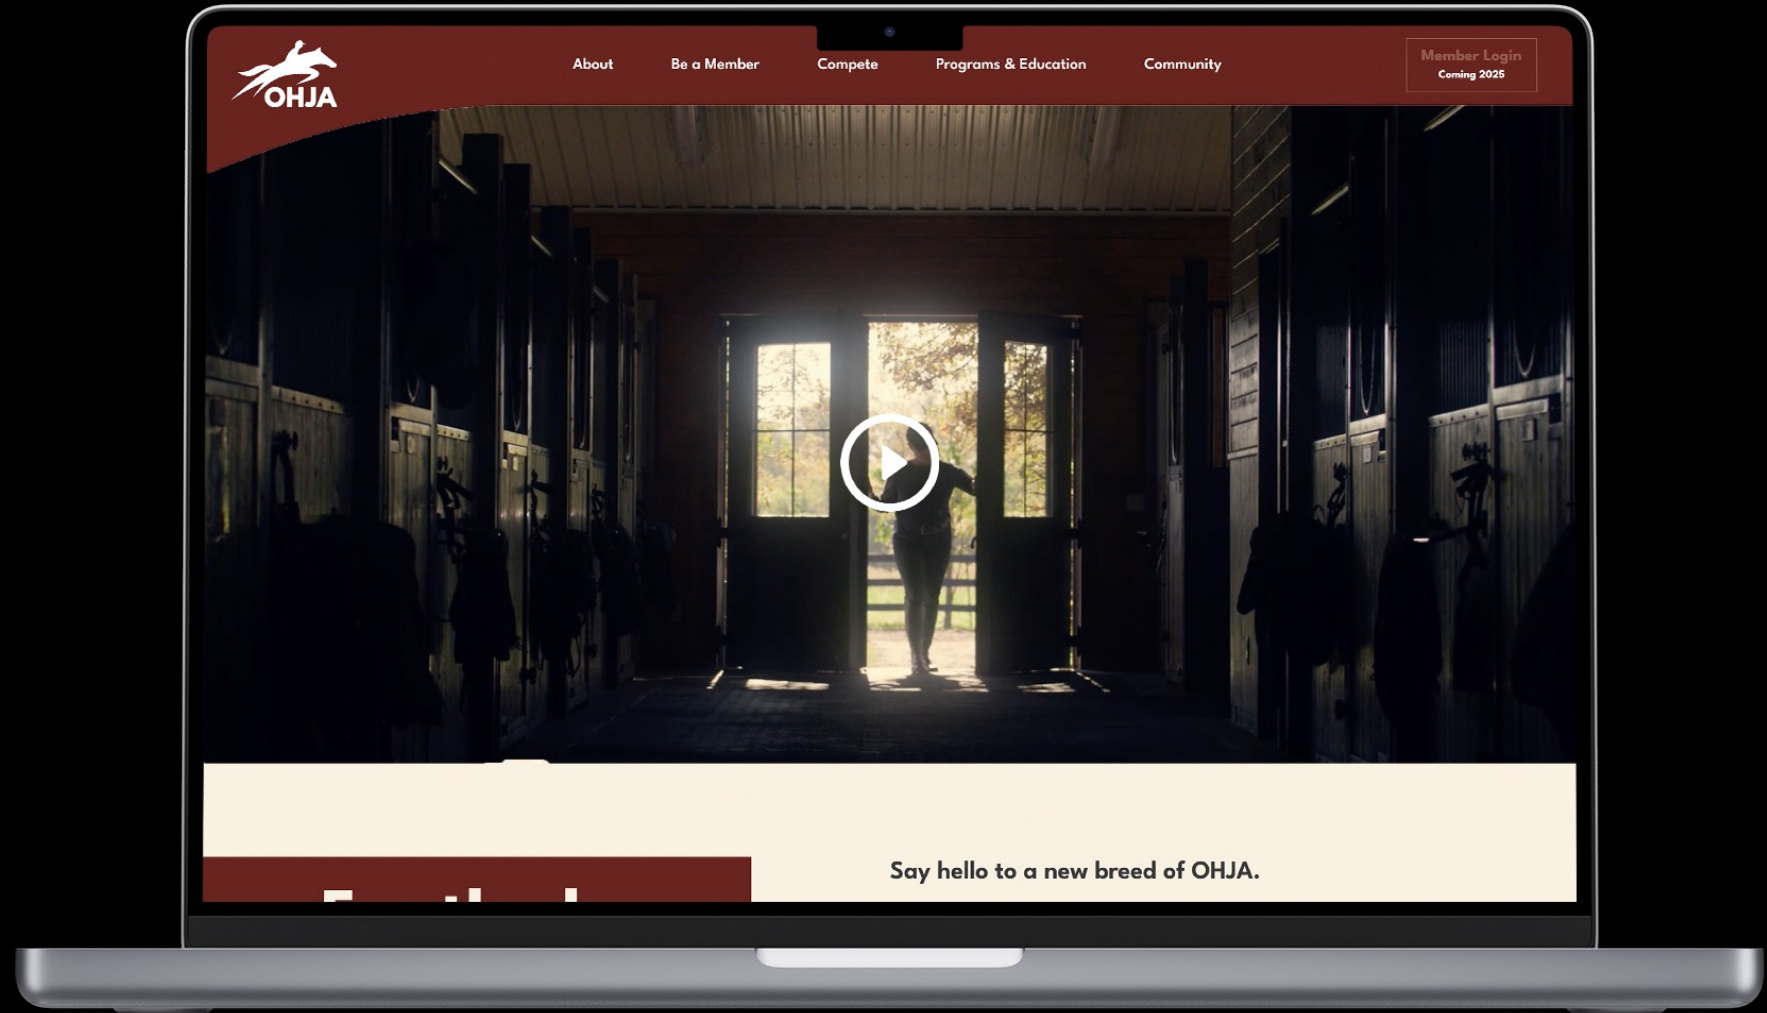 OHJA
About
Be a Member
Compete
Programs & Education
Community
Member Login
Coming 2025
Say hello to a new breed of OHJA.